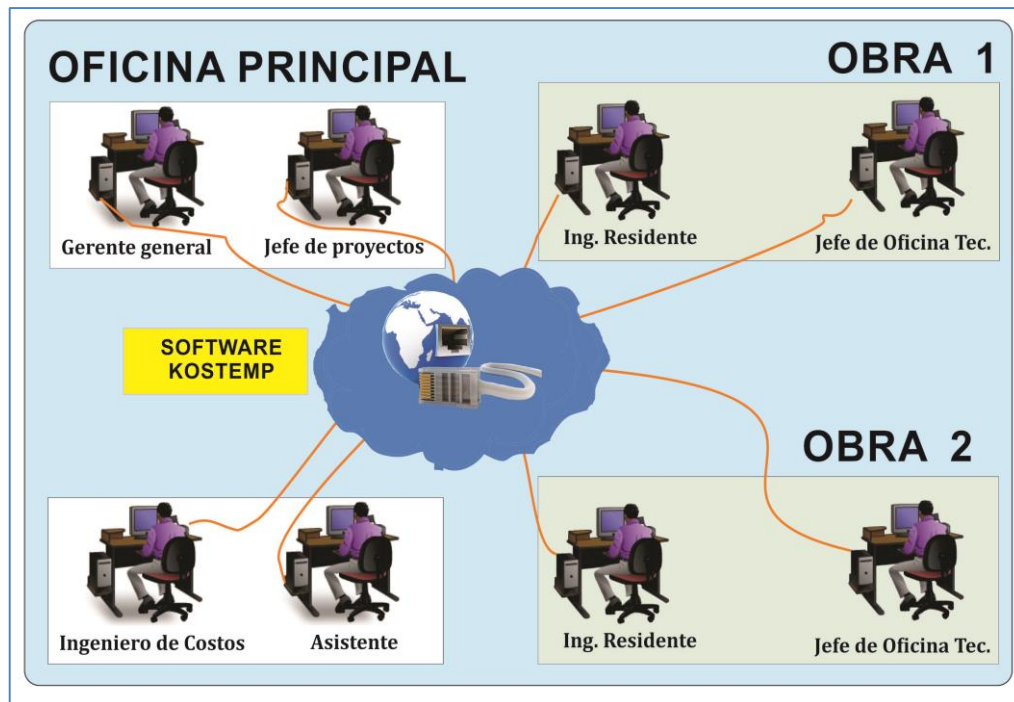 OFICINA PRINCIPAL
Gerente general
Jefe de proyectos
OBRA 1
Ing. Residente
Jefe de Oficina Tec.
SOFTWARE
KOSTEMP
Ingeniero de Costos
Asistente
OBRA 2
Ing. Residente
Jefe de Oficina Tec.